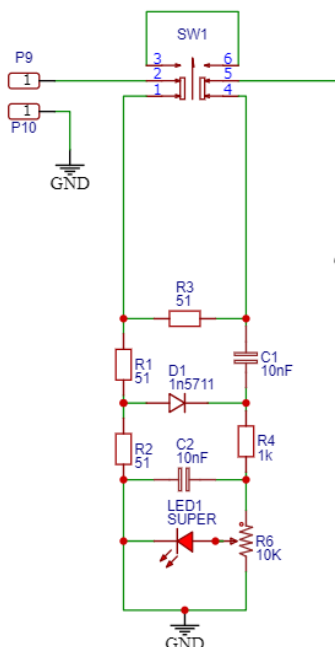 SW1
P9
3 6
1 2 5
1 4
1
P10
GND
R3
51
R1
51
D1
1n5711
C1
10nF
R2
51
C2
10nF
R4
1k
LED1
SUPER
R6
10K
GND